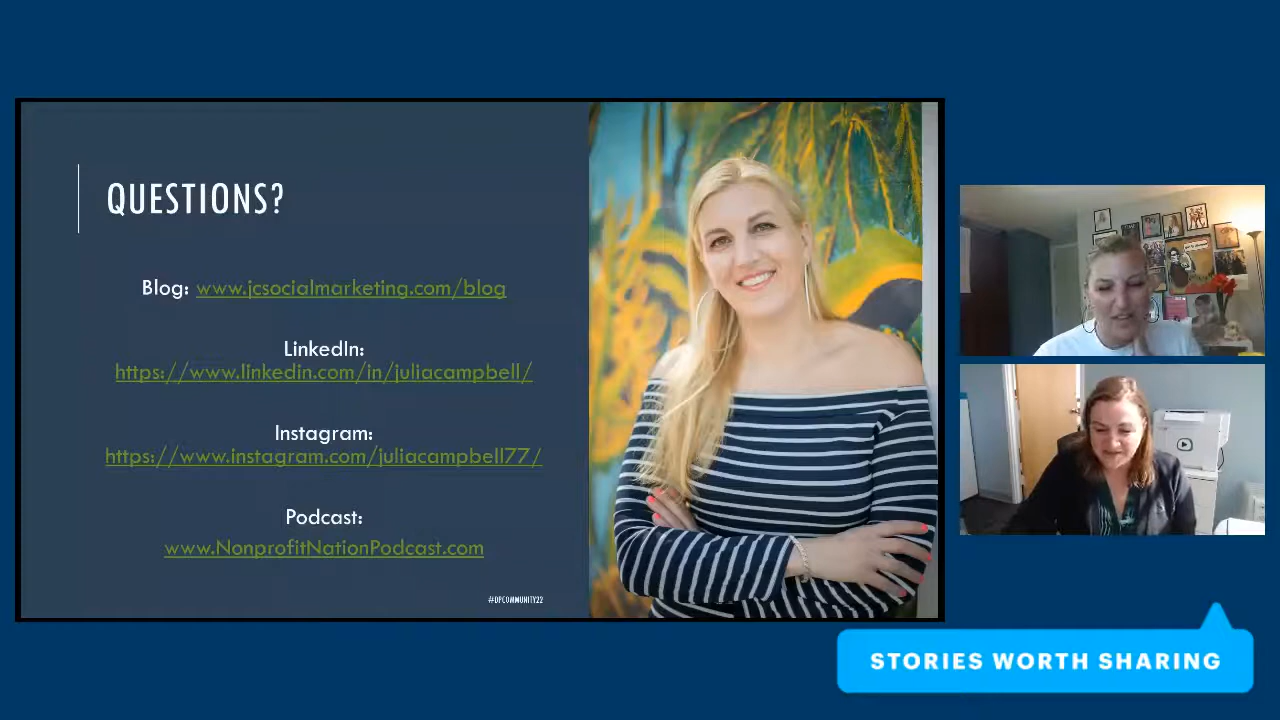 QUESTIONS?
Blog: www.jcsocialmarketing.com/blog
LinkedIn:
https://www.linkedin.com/in/juliacampbell/
Instagram:
https://www.instagram.com/juliacampbell77/
Podcast:
www.NonprofitNationPodcast.com
#DPCOMMUNITY22
STORIES WORTH SHARING